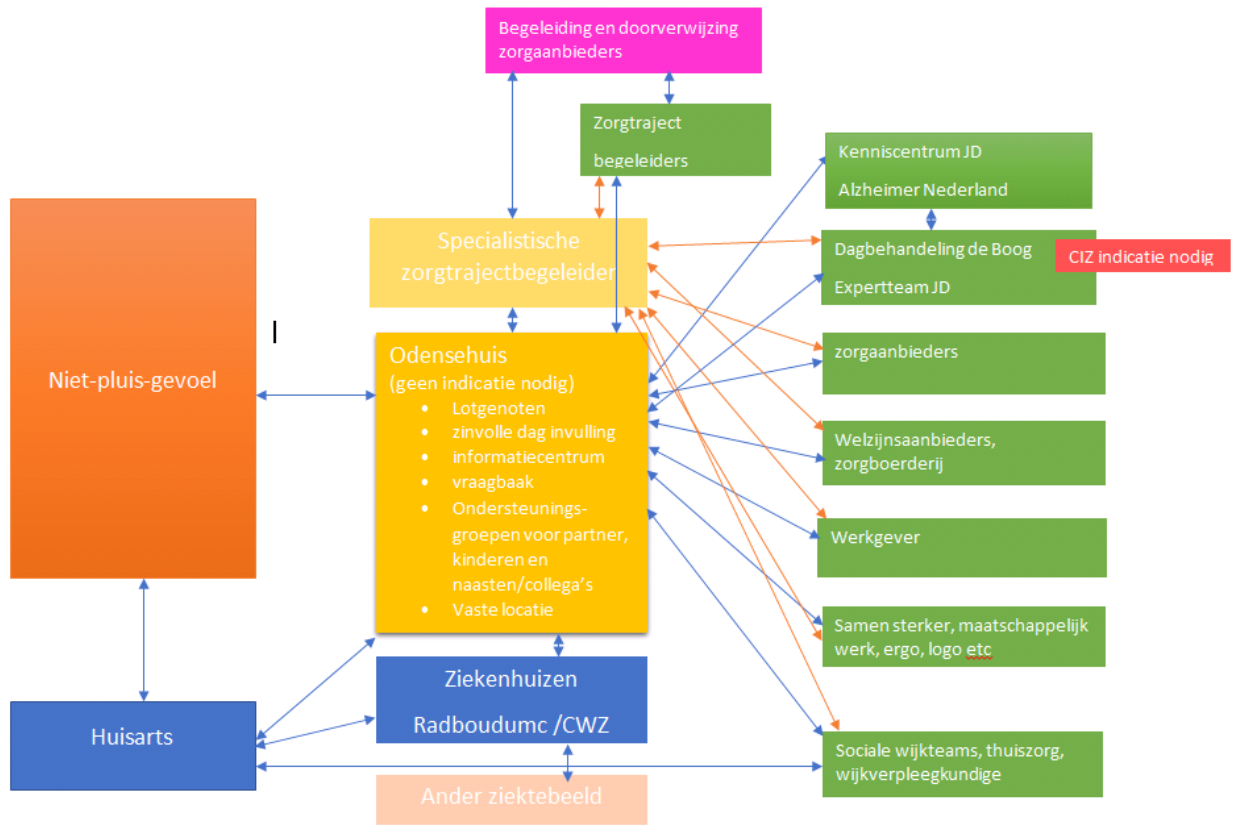 Begeleiding en doorverwijzing
zorgaanbieders
Zorgtraject
begeleiders
Kenniscentrum JD
Alzheimer Nederland
Specialistische
zorgtrajectbegeleider
Dagbehandeling de Boog
Expertteam JD
CIZ indicatie nodig
Niet-pluis-gevoel
Odensehuis
(geen indicatie nodig)
• Lotgenoten
• zinvolle dag invulling
• informatiecentrum
• vraagbaak
• Ondersteunings-
groepen voor partner,
kinderen en
naasten/collega's
• Vaste locatie
zorgaanbieders
Welzijnsaanbieders,
zorgboerderij
Werkgever
Samen sterker, maatschappelijk
werk, ergo, logo etc
Ziekenhuizen
Radboudumc /CWZ
Huisarts
Sociale wijkteams, thuiszorg,
wijkverpleegkundige
Ander ziektebeeld